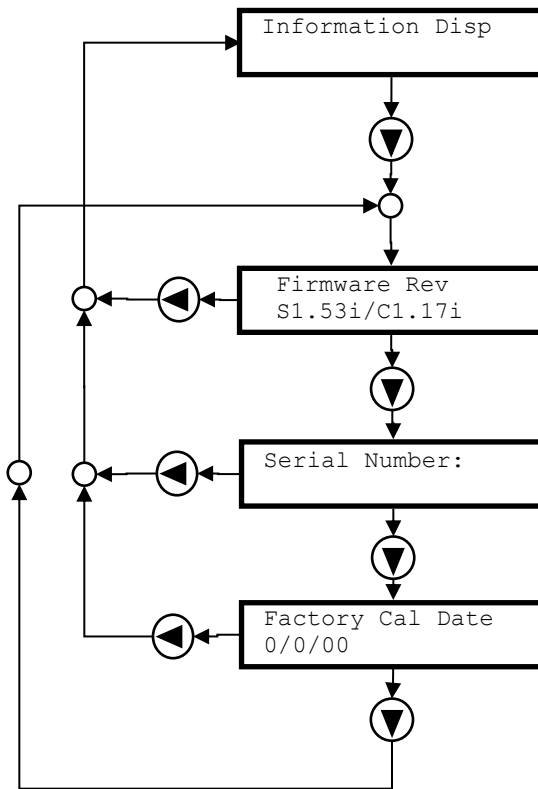 Information Disp
Firmware Rev
S1.53i/C1.17i
Serial Number:
Factory Cal Date
0/0/00